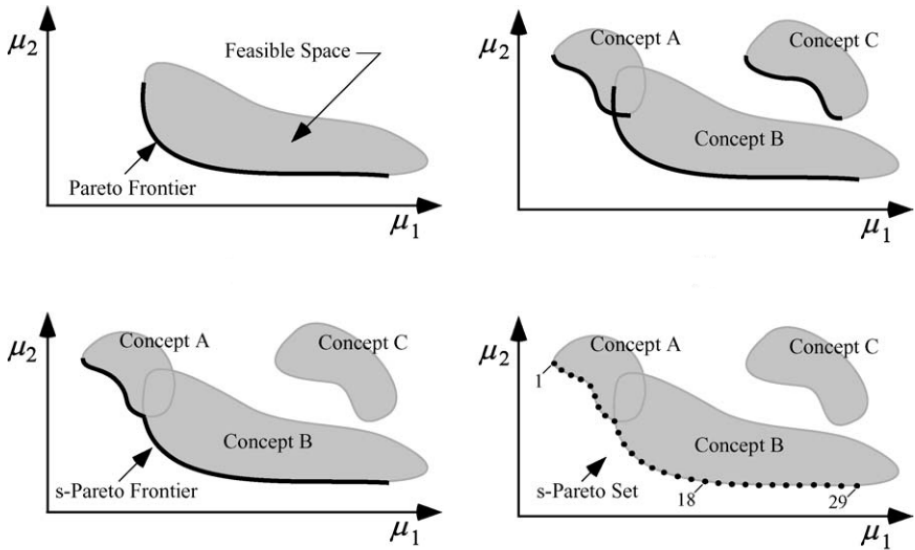 μ2
Feasible Space
Pareto Frontier
μ1
μ2
Concept A
Concept C
Concept B
μ1
μ2
Concept A
Concept C
Concept B
s-Pareto Frontier
μ1
μ2
Concept A
Concept C
1
Concept B
s-Pareto Set
18
29
μ1